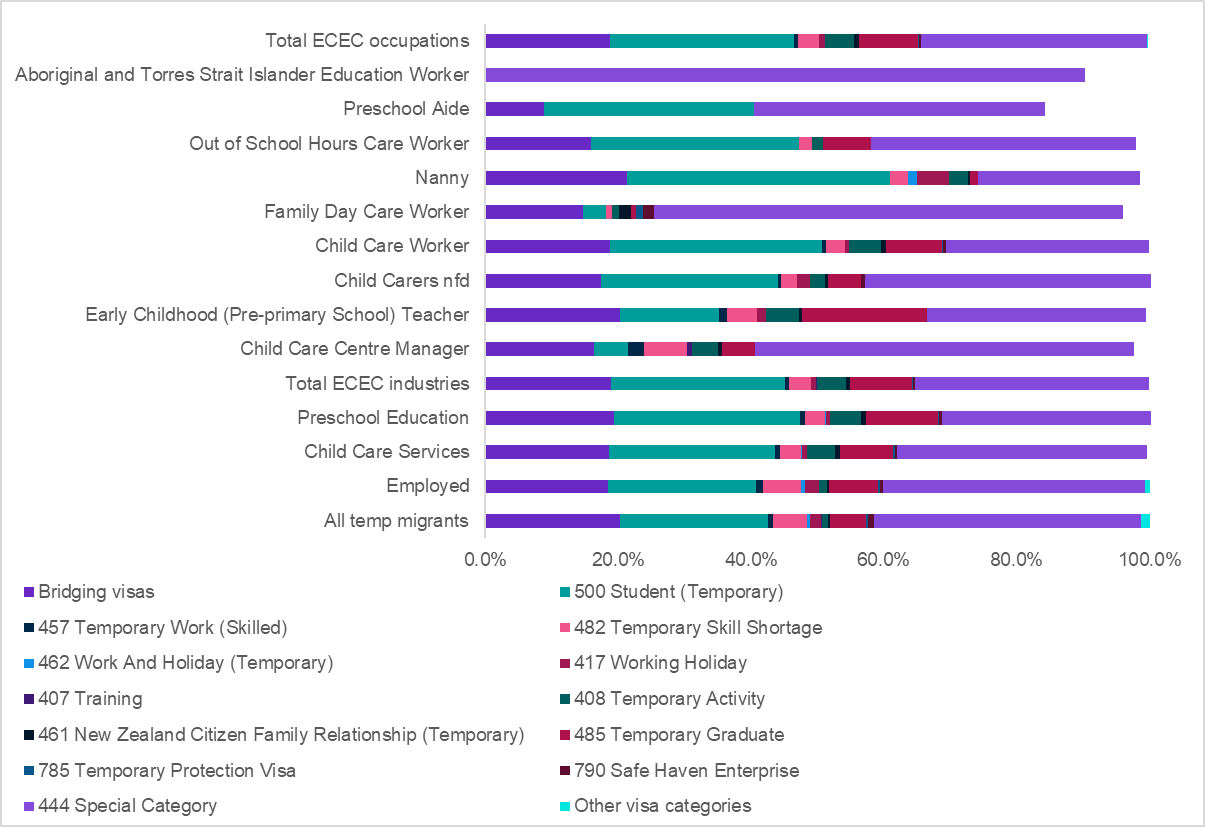 Total ECEC occupations
Aboriginal and Torres Strait Islander Education Worker
Preschool Aide
Out of School Hours Care Worker
Nanny
Family Day Care Worker
Child Care Worker
Child Carers nfd
Early Childhood (Pre-primary School) Teacher
Child Care Centre Manager
Total ECEC industries
Preschool Education
Child Care Services
Employed
All temp migrants
0.0% 20.0% 40.0% 60.0% 80.0% 100.0%
Bridging visas 500 Student (Temporary)
457 Temporary Work (Skilled) 482 Temporary Skill Shortage
462 Work And Holiday (Temporary) 417 Working Holiday
407 Training 408 Temporary Activity
461 New Zealand Citizen Family Relationship (Temporary) 485 Temporary Graduate
785 Temporary Protection Visa 790 Safe Haven Enterprise
444 Special Category Other visa categories